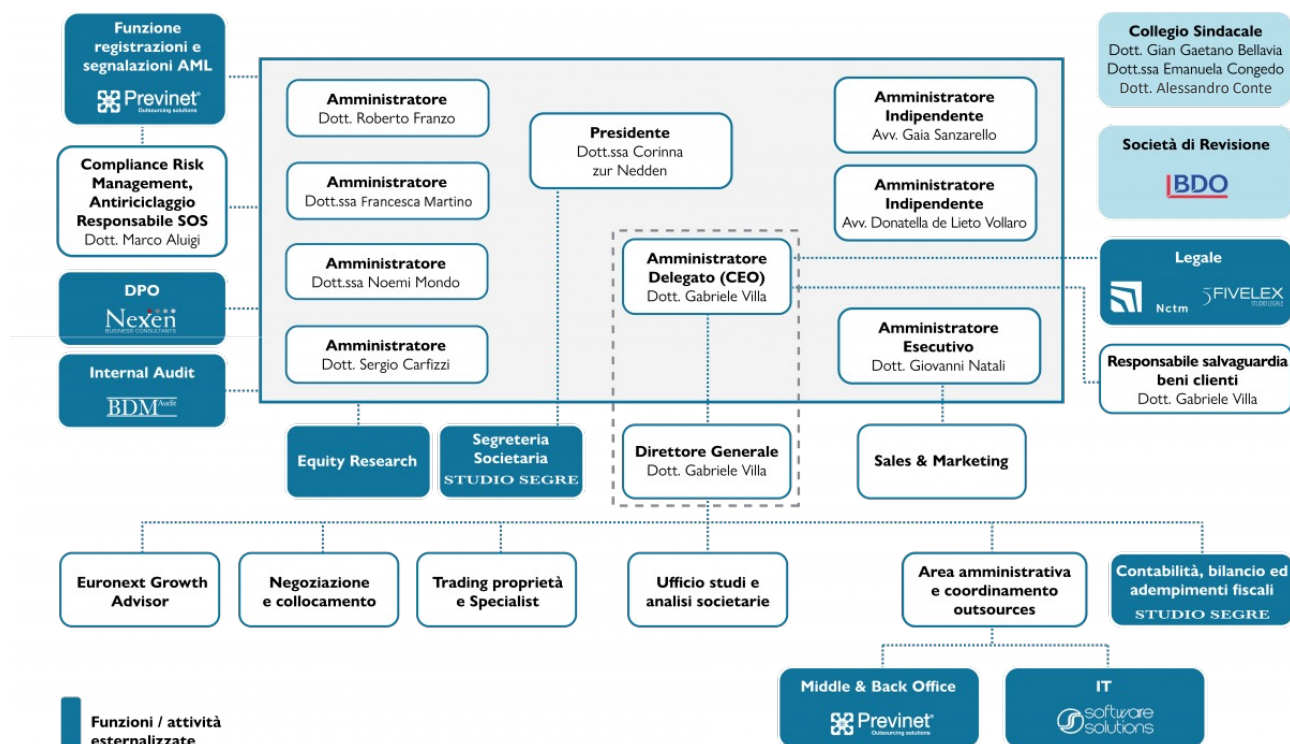 Funzione
registrazioni e
segnalazioni AML
Previnet®
Outsourcing solutions
Compliance Risk
Management,
Antiriciclaggio
Responsabile SOS
Dott. Marco Aluigi
DPO
Nexen
BUSINESS CONSULTANTS
Internal Audit
BDM Audit
Amministratore
Dott. Roberto Franzo
Amministratore
Dott.ssa Francesca Martino
Amministratore
Dott.ssa Noemi Mondo
Amministratore
Dott. Sergio Carfizzi
Presidente
Dott.ssa Corinna
zur Nedden
Amministratore
Delegato (CEO)
Dott. Gabriele Villa
Amministratore
Indipendente
Avv. Gaia Sanzarello
Amministratore
Indipendente
Avv. Donatella de Lieto Vollaro
Amministratore
Esecutivo
Dott. Giovanni Natali
Collegio Sindacale
Dott. Gian Gaetano Bellavia
Dott.ssa Emanuela Congedo
Dott. Alessandro Conte
Società di Revisione
BDO
Legale
Nctm
5FIVELEX
STUDIO LEGALE
Responsabile salvaguardia
beni clienti
Dott. Gabriele Villa
Equity Research
Segreteria
Societaria
STUDIO SEGRE
Direttore Generale
Dott. Gabriele Villa
Sales & Marketing
Euronext Growth
Advisor
Negoziazione
e collocamento
Trading proprietà
e Specialist
Ufficio studi e
analisi societarie
Area amministrativa
e coordinamento
outsources
Contabilità, bilancio ed
adempimenti fiscali
STUDIO SEGRE
Middle & Back Office
Previnet®
Outsourcing solutions
IT
software
solutions
Funzioni / attività
esternalizzate